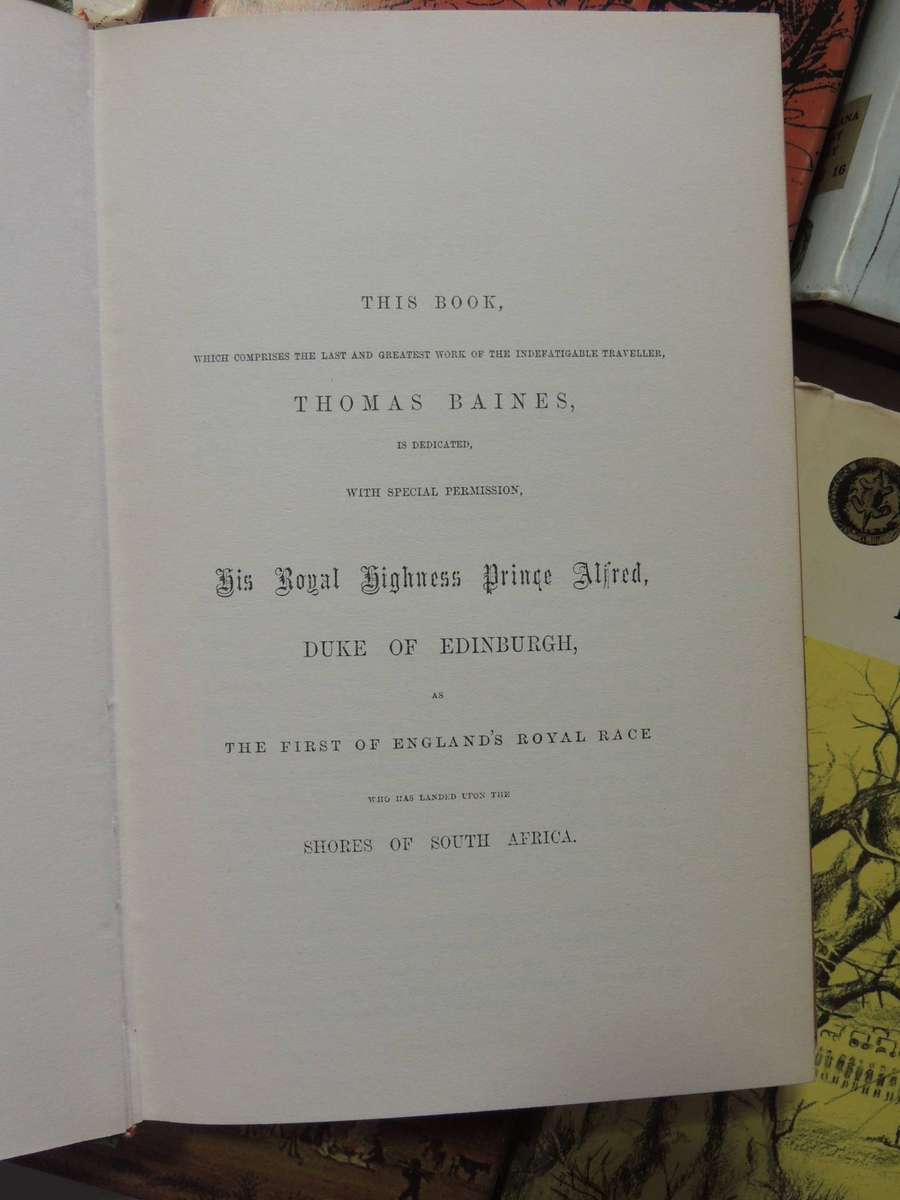 THIS BOOK,
WHICH COMPRISES THE LAST AND GREATEST WORK OF THE INDEFATIGABLE TRAVELLER,
THOMAS BAINES,
IS DEDICATED,
WITH SPECIAL PERMISSION,
His Royal Highness Prince Alfred,
DUKE OF EDINBURGH,
AS
THE FIRST OF ENGLAND'S ROYAL RACE
WHO HAS LANDED UPON THE
SHORES OF SOUTH AFRICA.
16